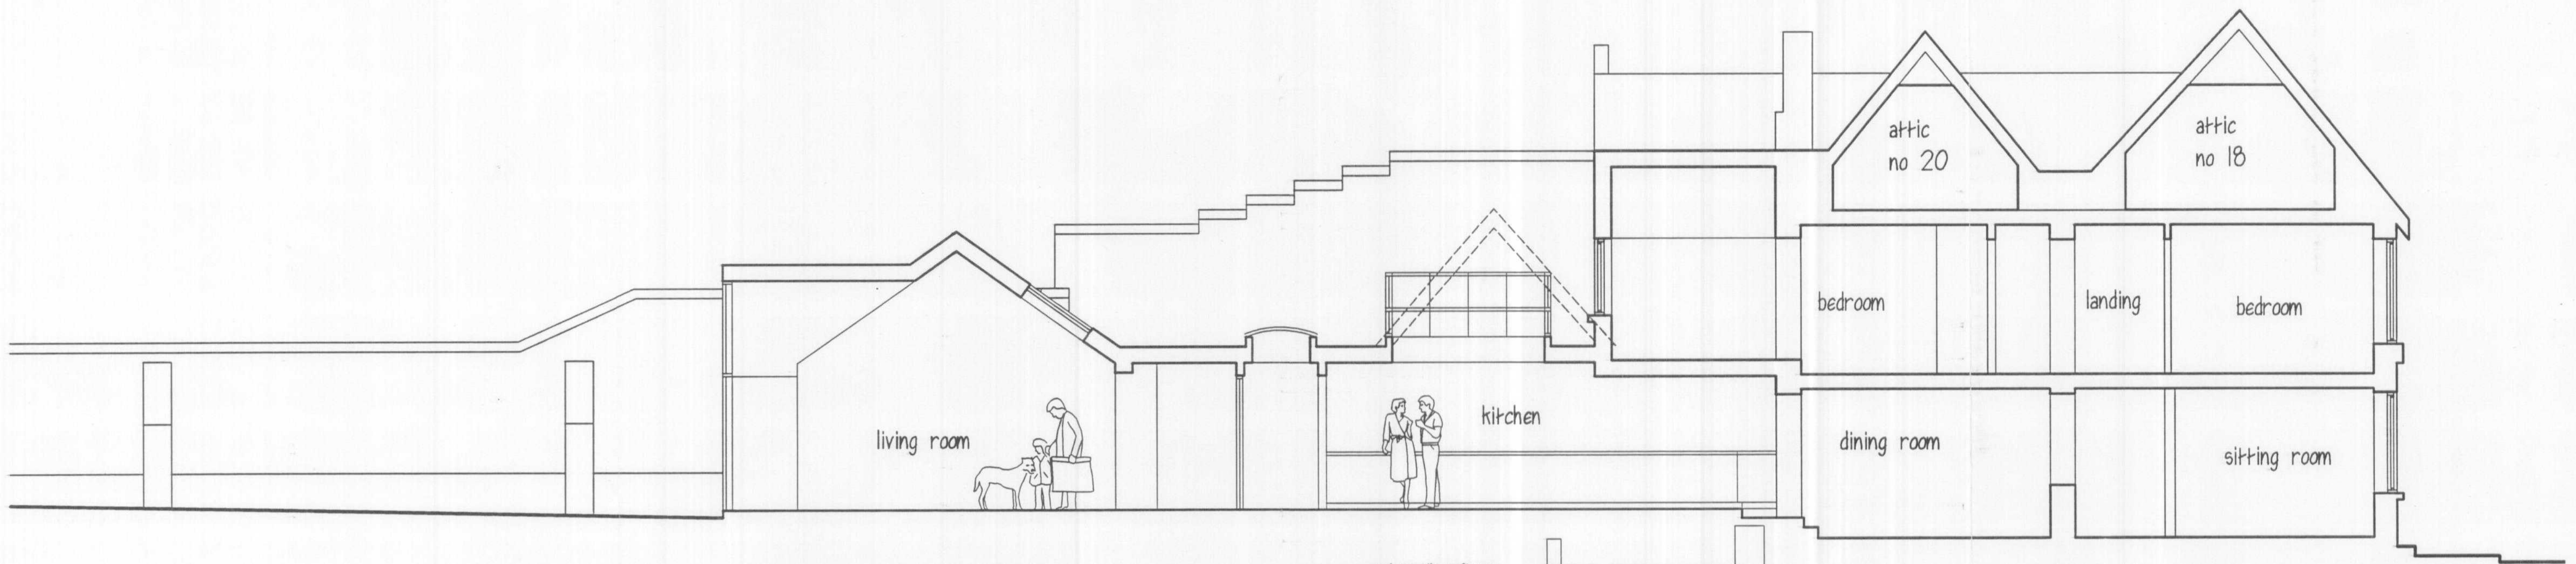 attic
no 20
attic
no 18
bedroom
landing
bedroom
living room
kitchen
dining room
sitting room